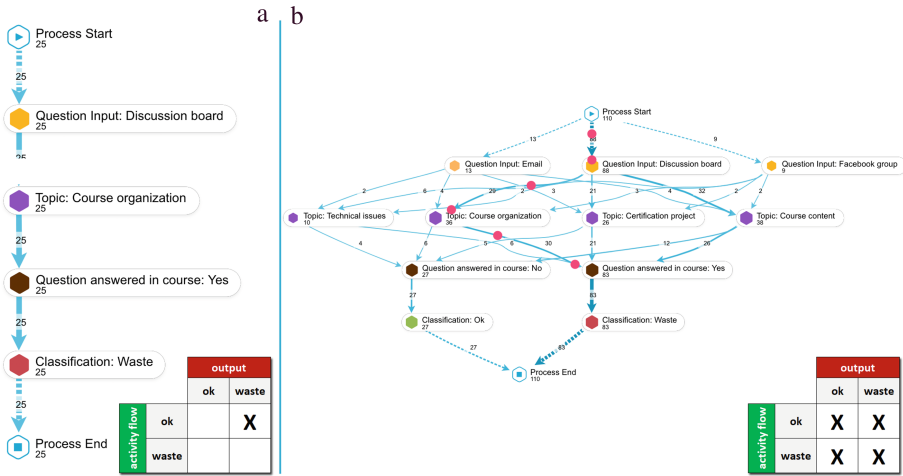 a
Process Start
25
25
Question Input: Discussion board
25
25
Topic: Course organization
25
25
Question answered in course: Yes
25
25
Classification: Waste
25
25
Process End
25
output
ok waste
activity flow
ok X
waste
b
Process Start
110
13 88 9
Question Input: Email
13
Question Input: Discussion board
88
Question Input: Facebook group
9
2 6 4 29 2 3 21 3 32 2 2
Topic: Technical issues
10
Topic: Course organization
36
Topic: Certification project
26
Topic: Course content
38
4 6 5 6 30 21 12 26
Question answered in course: No
27
Question answered in course: Yes
83
27 83
Classification: Ok
27
Classification: Waste
83
27 83
Process End
110
output
ok waste
activity flow
ok X X
waste X X